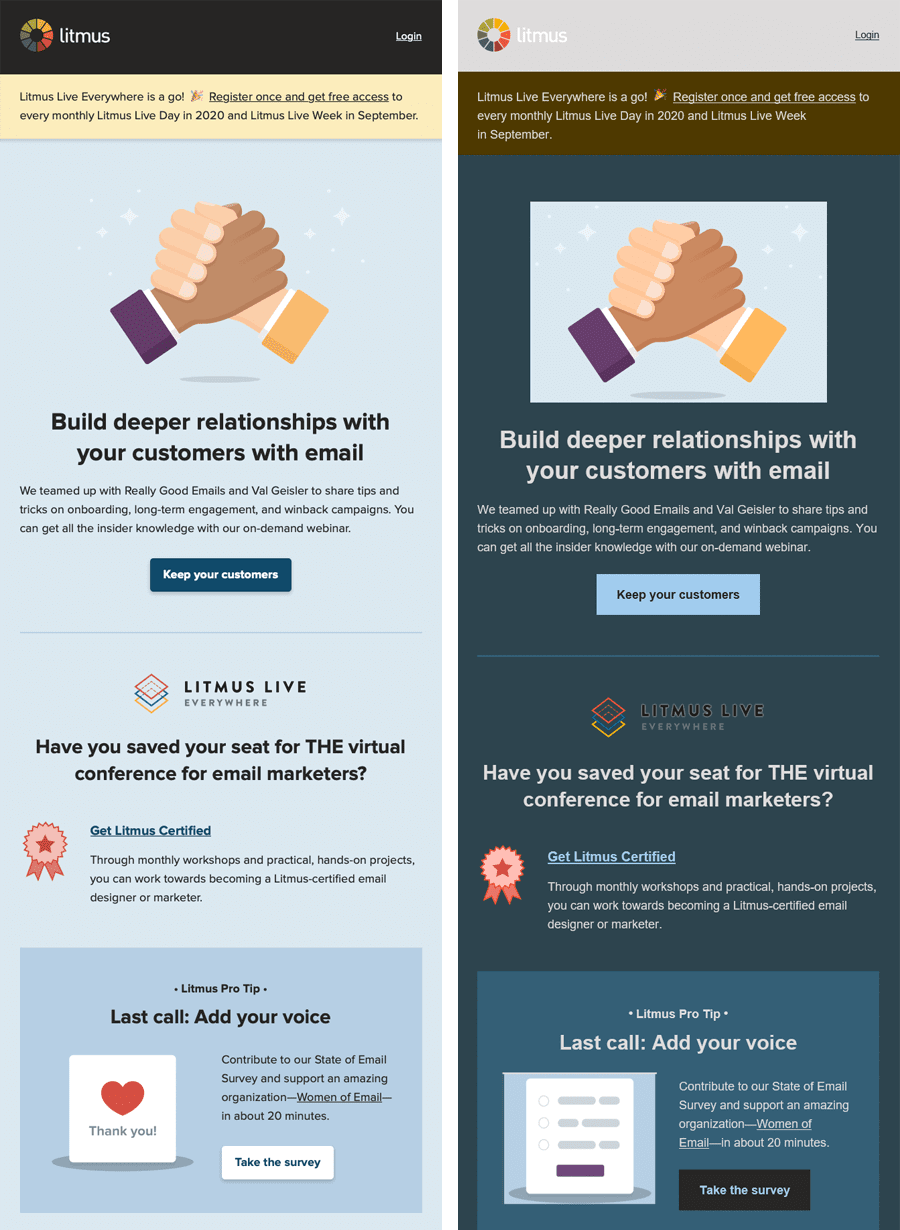 litmus
Login
Litmus Live Everywhere is a go! 🎉 Register once and get free access to
every monthly Litmus Live Day in 2020 and Litmus Live Week in September.
Build deeper relationships with
your customers with email
We teamed up with Really Good Emails and Val Geisler to share tips and
tricks on onboarding, long-term engagement, and winback campaigns. You
can get all the insider knowledge with our on-demand webinar.
Keep your customers
LITMUS LIVE
EVERYWHERE
Have you saved your seat for THE virtual
conference for email marketers?
Get Litmus Certified
Through monthly workshops and practical, hands-on projects,
you can work towards becoming a Litmus-certified email
designer or marketer.
• Litmus Pro Tip •
Last call: Add your voice
Thank you!
Contribute to our State of Email
Survey and support an amazing
organization—Women of Email—
in about 20 minutes.
Take the survey
litmus
Login
Litmus Live Everywhere is a go! 🎉 Register once and get free access to
every monthly Litmus Live Day in 2020 and Litmus Live Week
in September.
Build deeper relationships with
your customers with email
We teamed up with Really Good Emails and Val Geisler to share tips and
tricks on onboarding, long-term engagement, and winback campaigns. You
can get all the insider knowledge with our on-demand webinar.
Keep your customers
LITMUS LIVE
EVERYWHERE
Have you saved your seat for THE virtual
conference for email marketers?
Get Litmus Certified
Through monthly workshops and practical, hands-on projects,
you can work towards becoming a Litmus-certified email
designer or marketer.
• Litmus Pro Tip •
Last call: Add your voice
Contribute to our State of Email
Survey and support an amazing
organization—Women of
Email—in about 20 minutes.
Take the survey